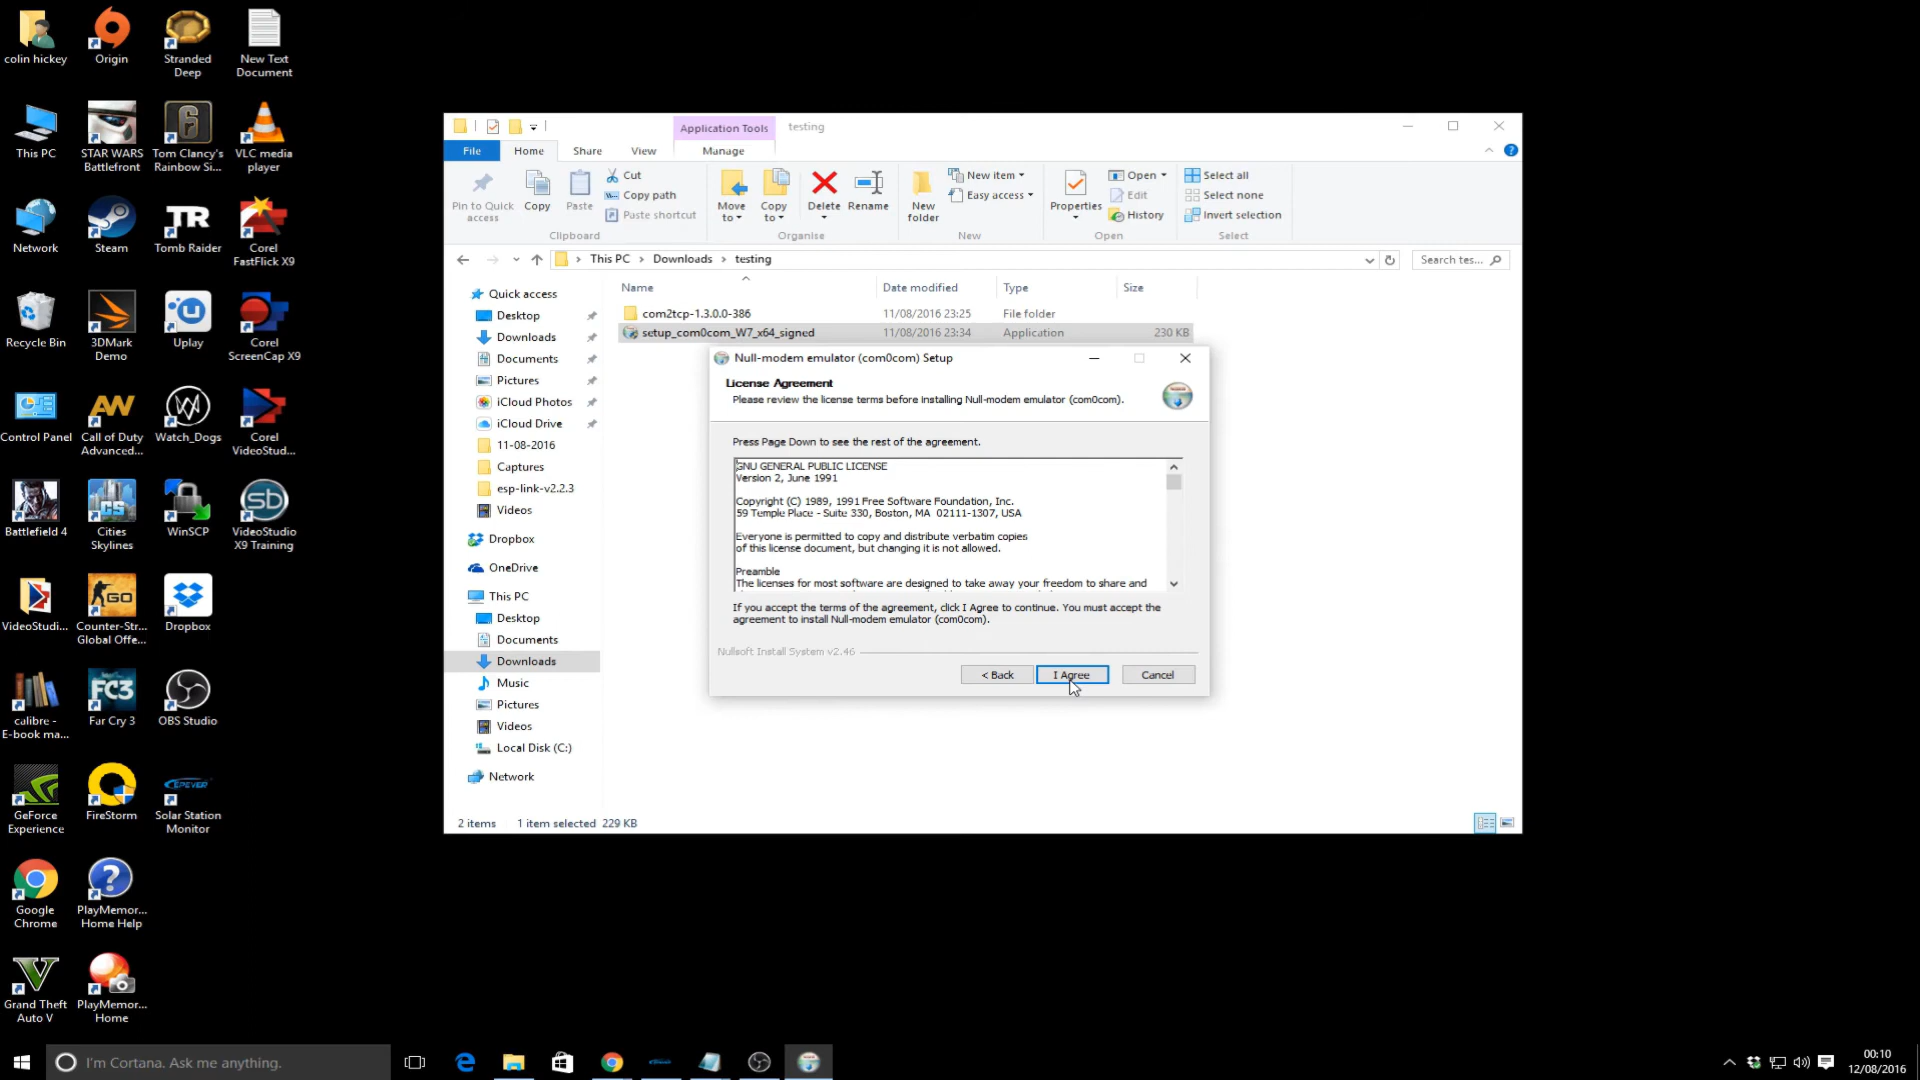 colin hickey
Origin
Stranded
Deep
New Text
Document
This PC
STAR WARS
Battlefront
Tom Clancy's
Rainbow Si...
VLC media
player
Network
Steam
Tomb Raider
Corel
FastFlick X9
Recycle Bin
3DMark
Demo
Uplay
Corel
ScreenCap X9
Control Panel
Call of Duty
Advanced...
Watch_Dogs
Corel
VideoStud...
Battlefield 4
Cities
Skylines
WinSCP
VideoStudio
X9 Training
VideoStudi...
Counter-Str...
Global Offe...
Dropbox
calibre -
E-book ma...
Far Cry 3
OBS Studio
GeForce
Experience
FireStorm
Solar Station
Monitor
Google
Chrome
PlayMemor...
Home Help
Grand Theft
Auto V
PlayMemor...
Home
Application Tools
testing
File
Home
Share
View
Manage
Pin to Quick
access
Copy
Paste
Cut
Copy path
Paste shortcut
Clipboard
Move
to
Copy
to
Delete
Rename
Organise
New
folder
New item
Easy access
New
Properties
Open
Edit
History
Open
Select all
Select none
Invert selection
Select
This PC > Downloads > testing
Search tes...
Name
Date modified
Type
Size
com2tcp-1.3.0.0-386 11/08/2016 23:25 File folder
setup_com0com_W7_x64_signed 11/08/2016 23:34 Application 230 KB
Quick access
Desktop
Downloads
Documents
Pictures
iCloud Photos
iCloud Drive
11-08-2016
Captures
esp-link-v2.2.3
Videos
Dropbox
OneDrive
This PC
Desktop
Documents
Downloads
Music
Pictures
Videos
Local Disk (C:)
Network
2 items 1 item selected 229 KB
Null-modem emulator (com0com) Setup
License Agreement
Please review the license terms before installing Null-modem emulator (com0com).
Press Page Down to see the rest of the agreement.
GNU GENERAL PUBLIC LICENSE
Version 2, June 1991
Copyright (C) 1989, 1991 Free Software Foundation, Inc.
59 Temple Place - Suite 330, Boston, MA 02111-1307, USA
Everyone is permitted to copy and distribute verbatim copies
of this license document, but changing it is not allowed.
Preamble
The licenses for most software are designed to take away your freedom to share and
If you accept the terms of the agreement, click I Agree to continue. You must accept the
agreement to install Null-modem emulator (com0com).
Nullsoft Install System v2.46
< Back
I Agree
Cancel
I'm Cortana. Ask me anything.
00:10
12/08/2016